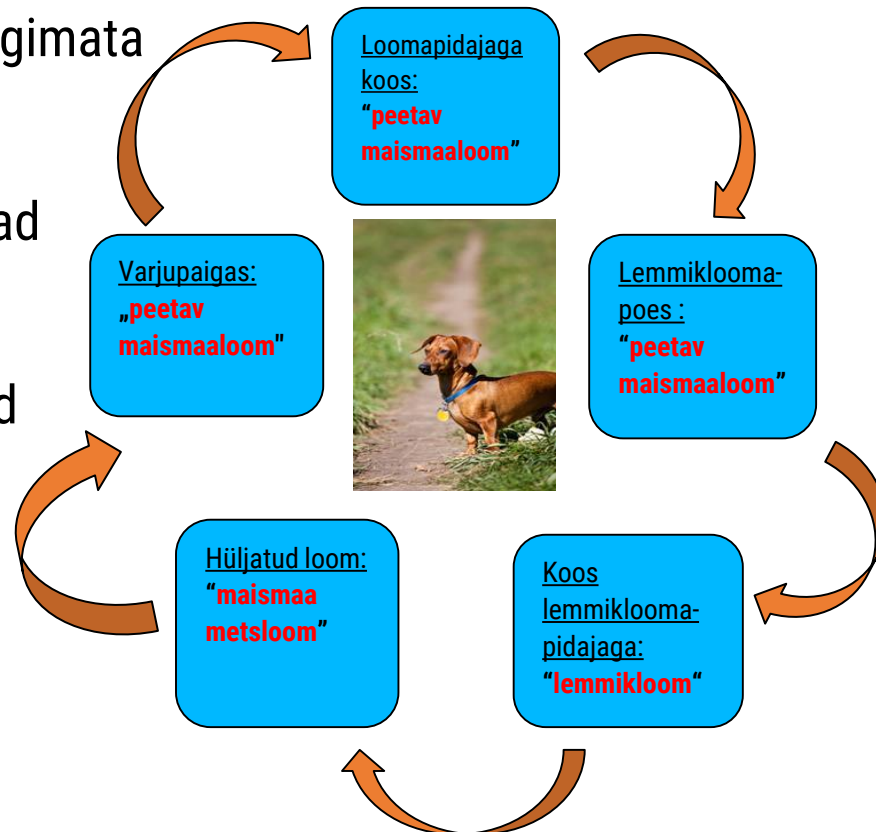 gimata
ad
d
Loomapidajaga
koos:
“peetav
maismaaloom”
Lemmiklooma-
poes :
“peetav
maismaaloom”
Koos
lemmiklooma-
pidajaga:
“lemmikloom“
Hüljatud loom:
“maismaa
metsloom”
Varjupaigas:
„peetav
maismaaloom"